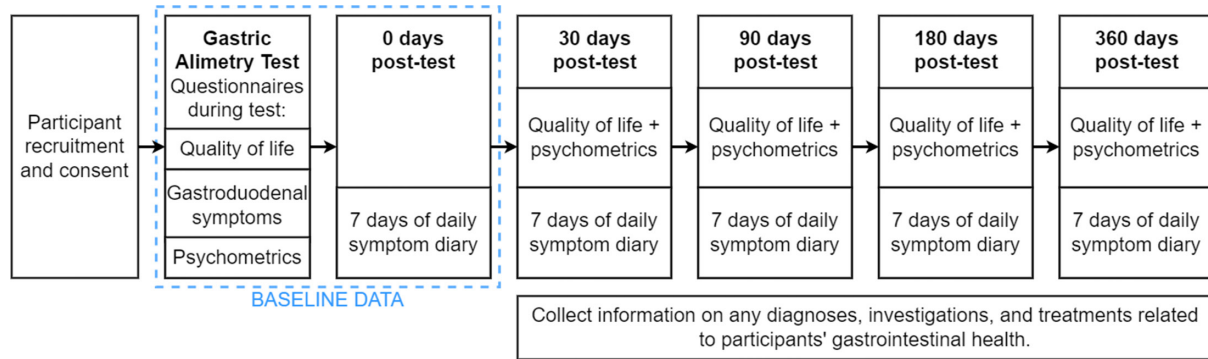 Participant
recruitment
and consent
Gastric
Alimetry Test
Questionnaires
during test:
Quality of life
Gastroduodenal
symptoms
Psychometrics
0 days
post-test
7 days of daily
symptom diary
BASELINE DATA
30 days
post-test
Quality of life +
psychometrics
7 days of daily
symptom diary
90 days
post-test
Quality of life +
psychometrics
7 days of daily
symptom diary
180 days
post-test
Quality of life +
psychometrics
7 days of daily
symptom diary
360 days
post-test
Quality of life +
psychometrics
7 days of daily
symptom diary
Collect information on any diagnoses, investigations, and treatments related
to participants' gastrointestinal health.